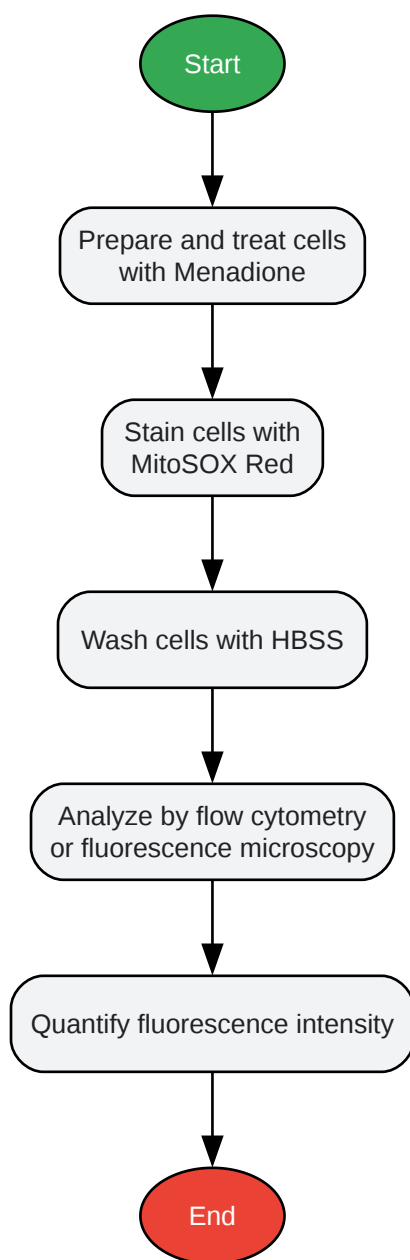 Start
Prepare and treat cells
with Menadione
Stain cells with
MitoSOX Red
Wash cells with HBSS
Analyze by flow cytometry
or fluorescence microscopy
Quantify fluorescence intensity
End